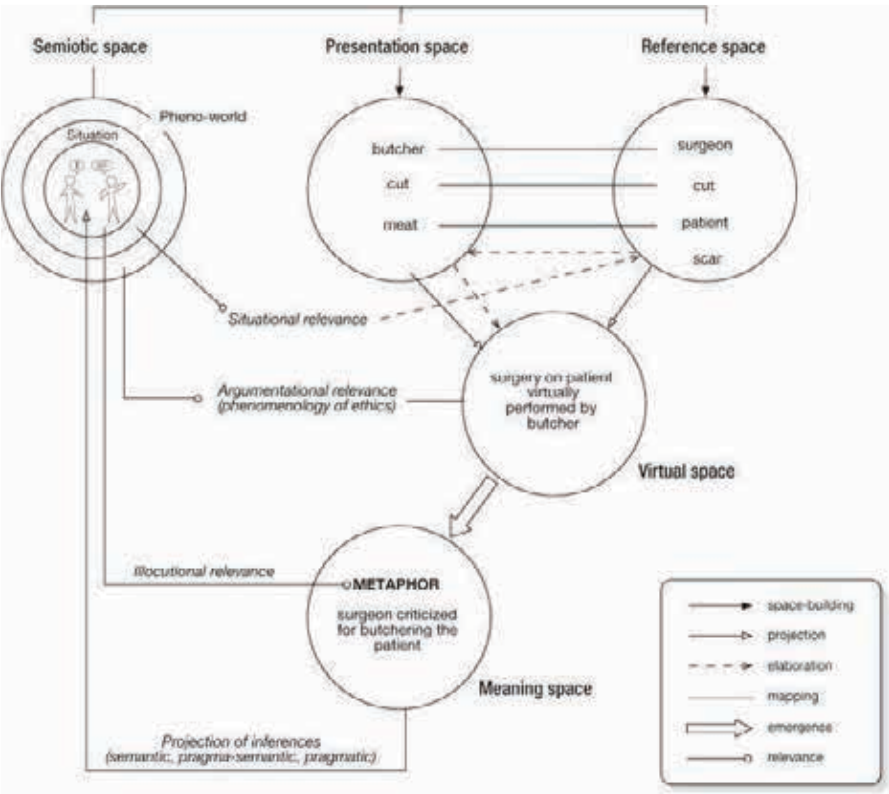 Semiotic space
Presentation space
Reference space
Pheno-world
Situation
butcher
surgeon
cut
cut
meat
patient
scar
Situational relevance
Argumentational relevance
(phenomenology of ethics)
surgery on patient
virtually
performed by
butcher
Virtual space
Illocutional relevance
METAPHOR
surgeon criticized
for butchering the
patient
Meaning space
Projection of inferences
(semantic, pragma-semantic, pragmatic)
space-building
projection
elaboration
mapping
emergence
relevance